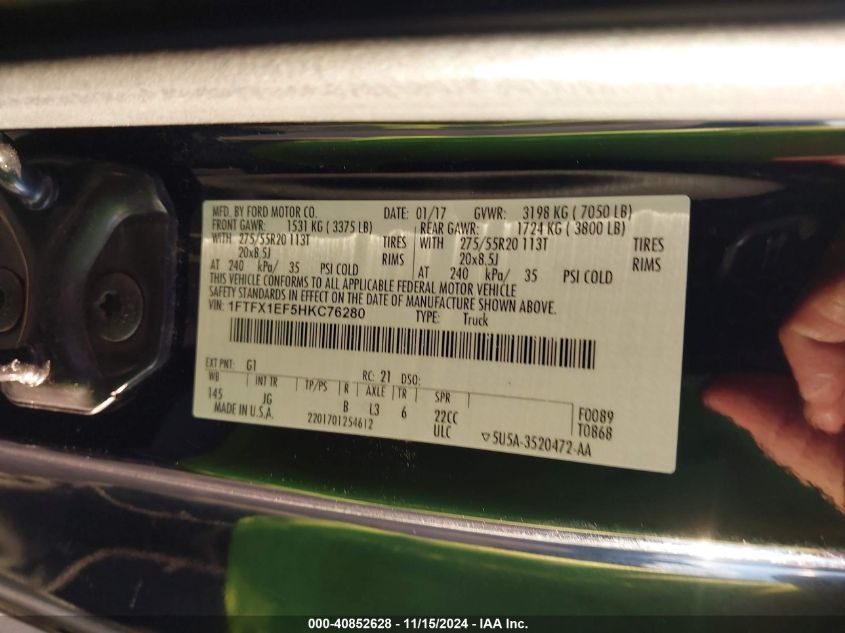 MFD. BY FORD MOTOR CO. DATE: 01/17 GVWR: 3198 KG ( 7050 LB)
FRONT GAWR: 1531 KG ( 3375 LB) REAR GAWR: 1724 KG ( 3800 LB)
WITH 275/55R20 113T TIRES WITH 275/55R20 113T TIRES
20x8.5J RIMS 20x8.5J RIMS
AT 240 kPa/ 35 PSI COLD AT 240 kPa/ 35 PSI COLD
THIS VEHICLE CONFORMS TO ALL APPLICABLE FEDERAL MOTOR VEHICLE
SAFETY STANDARDS IN EFFECT ON THE DATE OF MANUFACTURE SHOWN ABOVE.
VIN: 1FTFX1EF5HKC76280 TYPE: Truck
EXT PNT: G1 RC: 21 DSO:
WB INT TR TP/PS R AXLE TR SPR
145 JG B L3 6 22CC F0089
MADE IN U.S.A. 2201701254612 ULC ▽5U5A-3520472-AA T0868
000-40852628 - 11/15/2024 - IAA Inc.